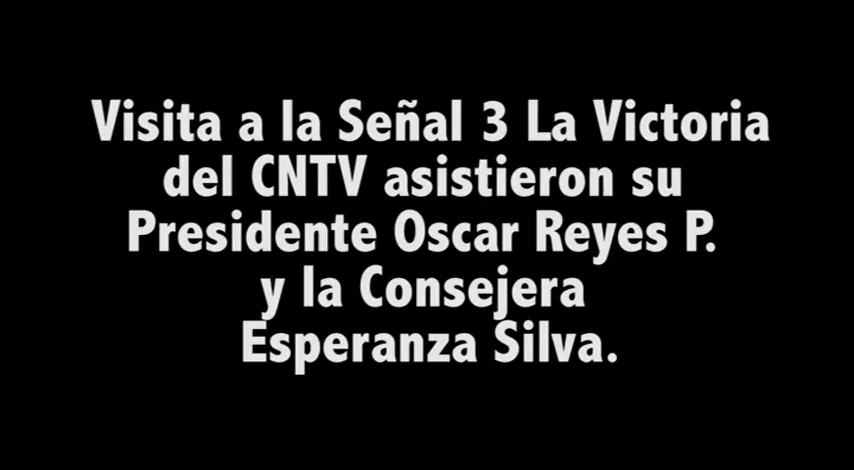 Visita a la Señal 3 La Victoria
del CNTV asistieron su
Presidente Oscar Reyes P.
y la Consejera
Esperanza Silva.